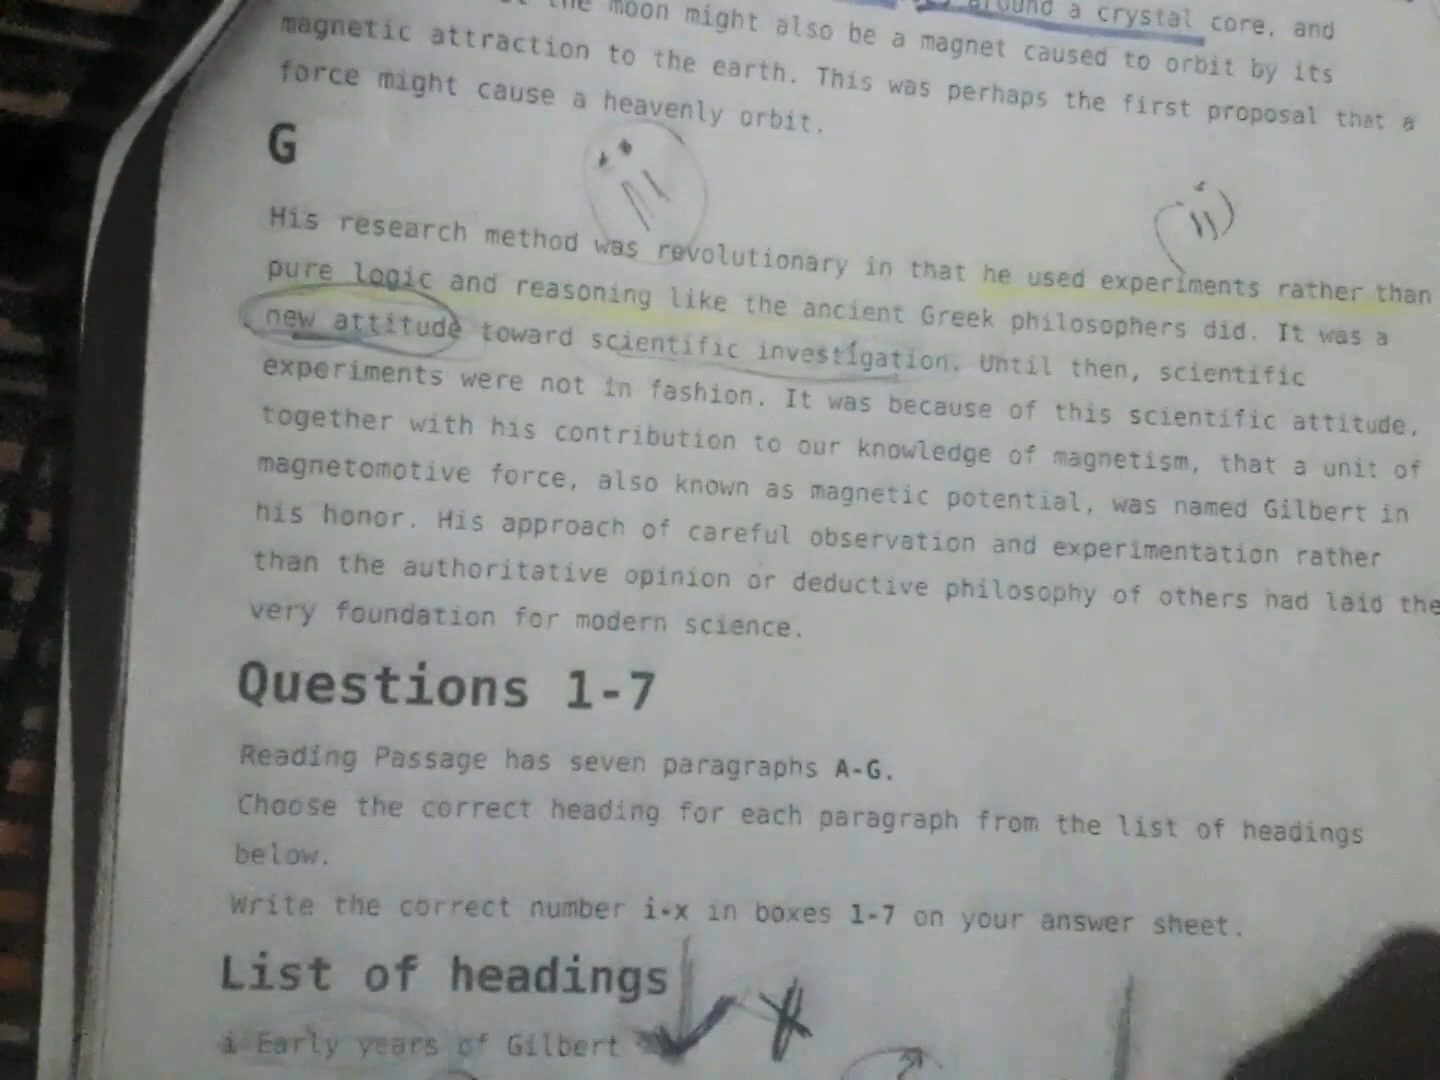 the moon might also be a magnet caused to orbit by its
around a crystal core, and
magnetic attraction to the earth. This was perhaps the first proposal that a
force might cause a heavenly orbit.
G
His research method was revolutionary in that he used experiments rather than
pure logic and reasoning like the ancient Greek philosophers did. It was a
new attitude toward scientific investigation. Until then, scientific
experiments were not in fashion. It was because of this scientific attitude,
together with his contribution to our knowledge of magnetism, that a unit of
magnetomotive force, also known as magnetic potential, was named Gilbert in
his honor. His approach of careful observation and experimentation rather
than the authoritative opinion or deductive philosophy of others had laid the
very foundation for modern science.
Questions 1-7
Reading Passage has seven paragraphs A-G.
Choose the correct heading for each paragraph from the list of headings
below.
Write the correct number i-x in boxes 1-7 on your answer sheet.
List of headings
i Early years of Gilbert